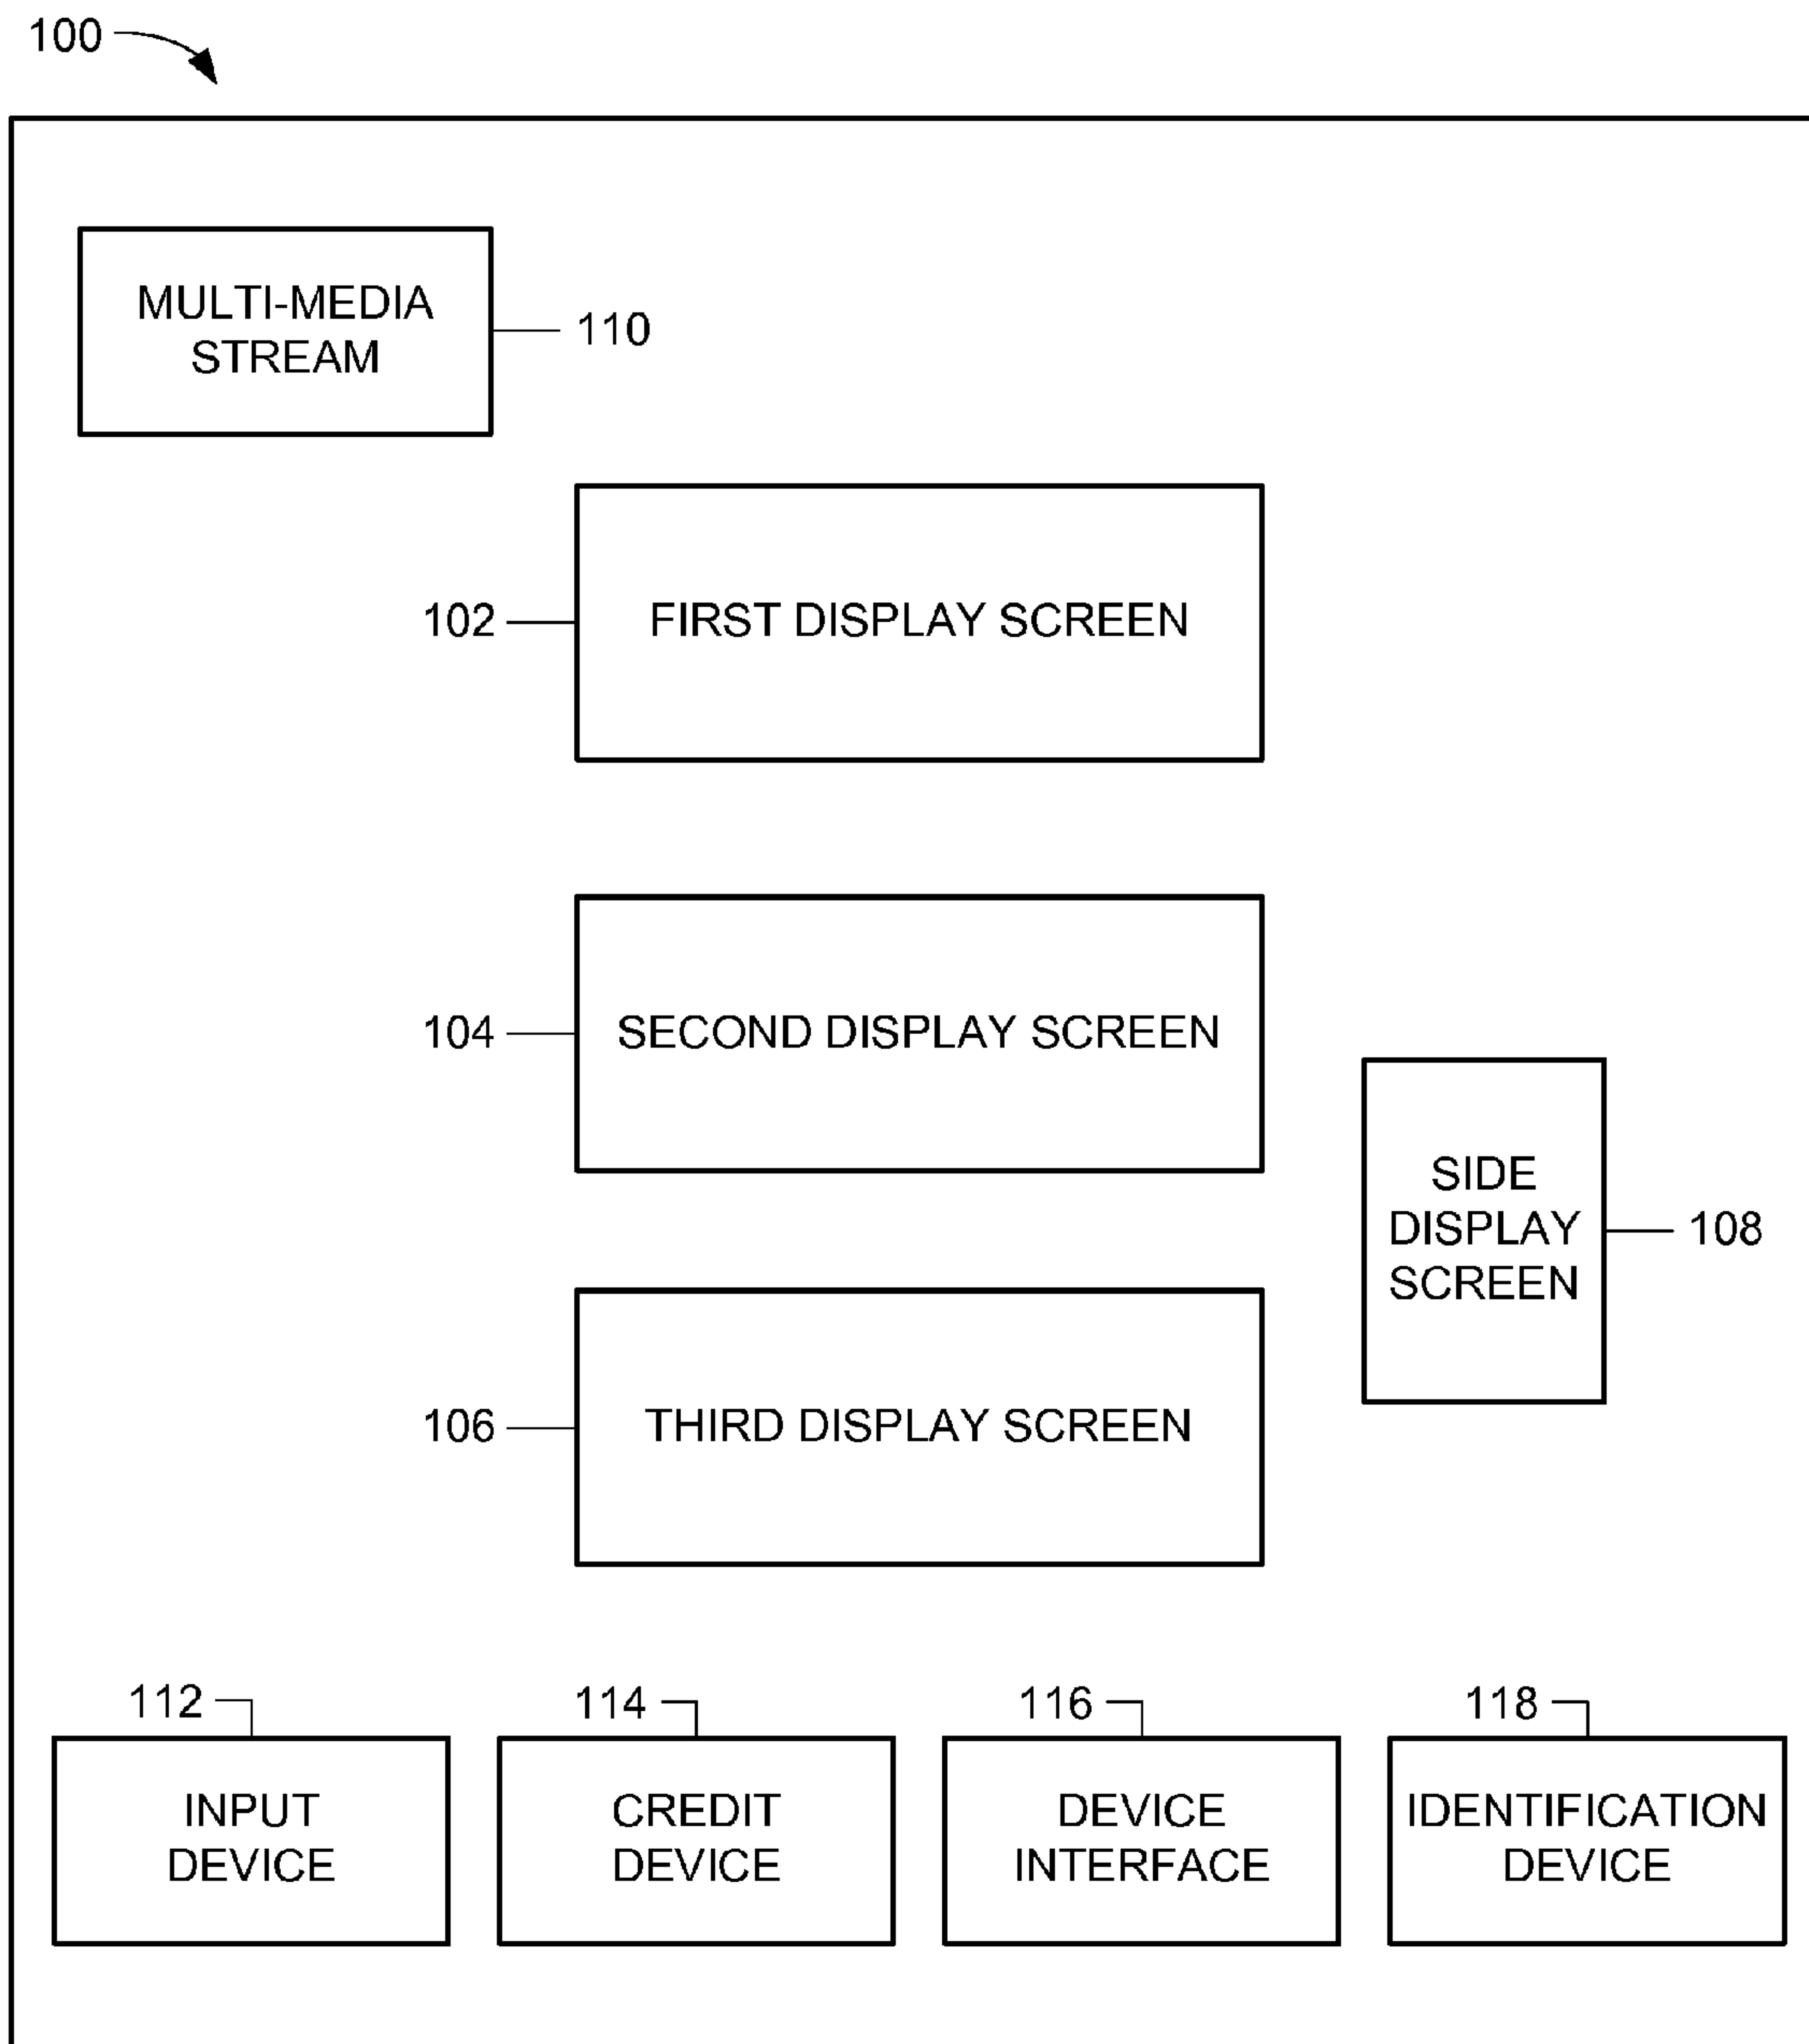 100
MULTI-MEDIA
STREAM
110
102
FIRST DISPLAY SCREEN
104
SECOND DISPLAY SCREEN
SIDE
DISPLAY
SCREEN
108
106
THIRD DISPLAY SCREEN
112
INPUT
DEVICE
114
CREDIT
DEVICE
116
DEVICE
INTERFACE
118
IDENTIFICATION
DEVICE